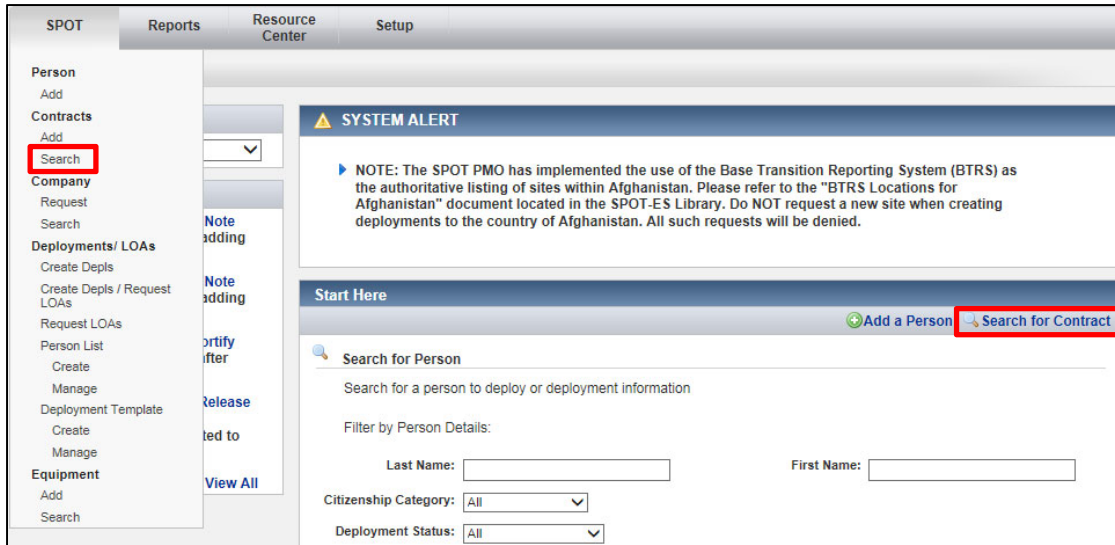 SPOT
Reports
Resource
Center
Setup
Person
Add
Contracts
Add
Search
Company
Request
Search
Deployments/ LOAs
Create Depls
Create Depls / Request
LOAs
Request LOAs
Person List
Create
Manage
Deployment Template
Create
Manage
Equipment
Add
Search
Note
adding
Note
adding
Release
ted to
View All
SYSTEM ALERT
NOTE: The SPOT PMO has implemented the use of the Base Transition Reporting System (BTRS) as
the authoritative listing of sites within Afghanistan. Please refer to the "BTRS Locations for
Afghanistan" document located in the SPOT-ES Library. Do NOT request a new site when creating
deployments to the country of Afghanistan. All such requests will be denied.
Start Here
Add a Person
Search for Contract
Search for Person
Search for a person to deploy or deployment information
Filter by Person Details:
Last Name:
First Name:
Citizenship Category: All
Deployment Status: All